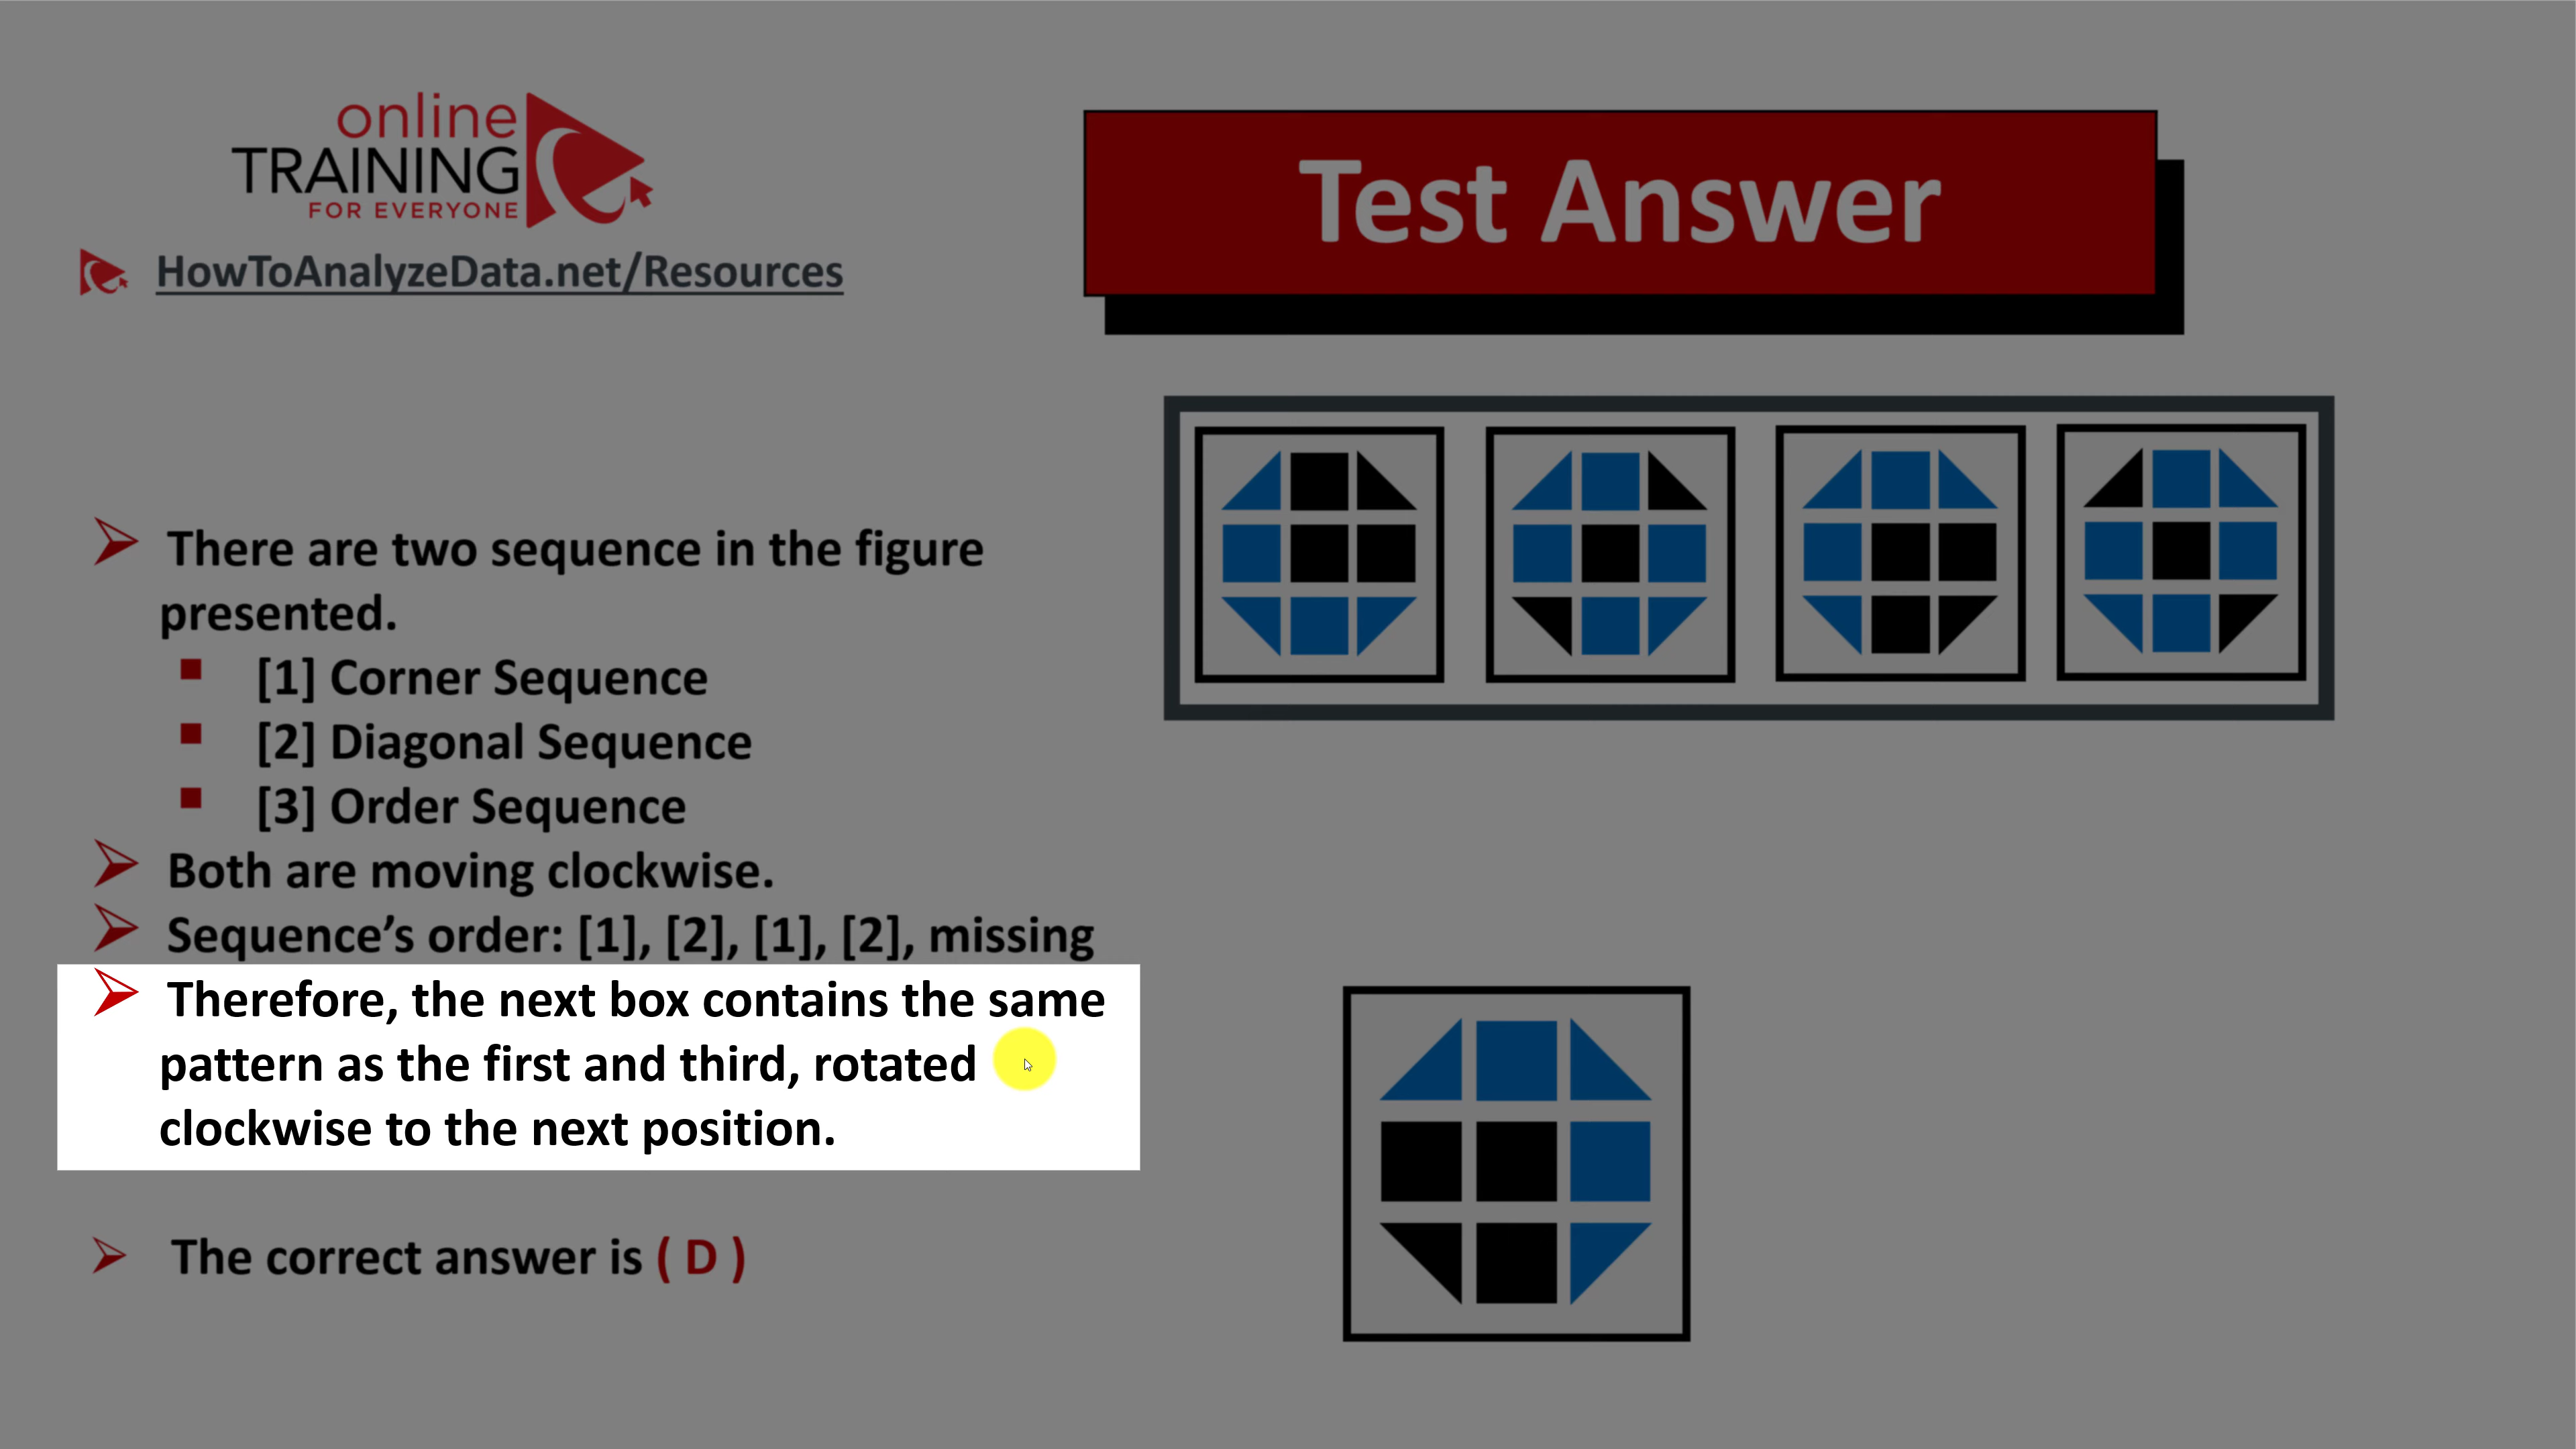 online
TRAINING
FOR EVERYONE
HowToAnalyzeData.net/Resources
Test Answer
There are two sequence in the figure
presented.
[1] Corner Sequence
[2] Diagonal Sequence
[3] Order Sequence
Both are moving clockwise.
Sequence’s order: [1], [2], [1], [2], missing
Therefore, the next box contains the same
pattern as the first and third, rotated
clockwise to the next position.
The correct answer is ( D )